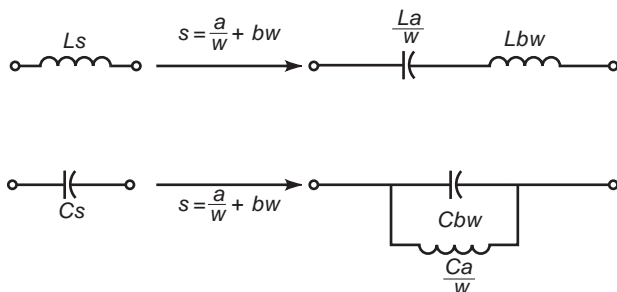 Ls
s = a/w + bw
La/w
Lbw
Cs
s = a/w + bw
Cbw
Ca/w